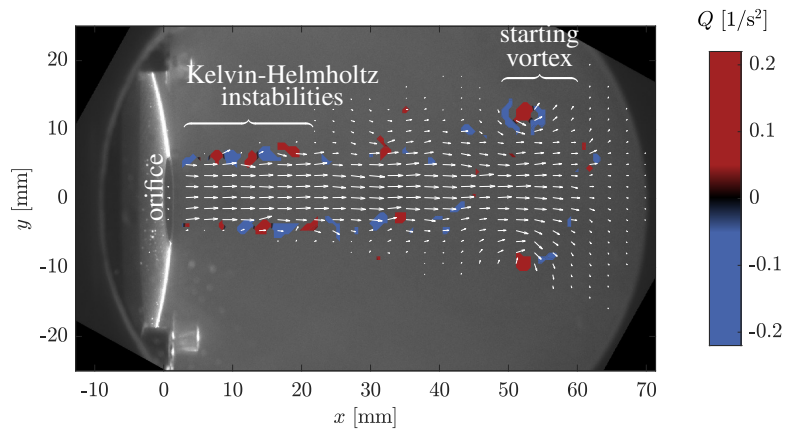 Q [1/s²]
starting
vortex
Kelvin-Helmholtz
instabilities
orifice
y [mm]
20
10
0
-10
-20
-10 0 10 20 30 40 50 60 70
x [mm]
0.2
0.1
0
-0.1
-0.2